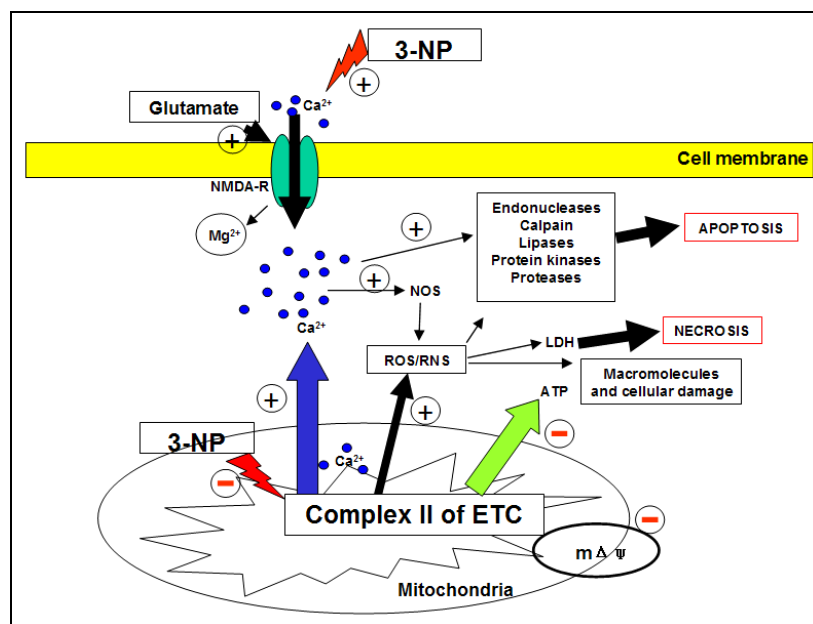 3-NP
+
Ca²⁺
Glutamate
+
Cell membrane
NMDA-R
Mg²⁺
+
Endonucleases
Calpain
Lipases
Protein kinases
Proteases
APOPTOSIS
+
NOS
Ca²⁺
ROS/RNS
LDH
NECROSIS
Macromolecules
and cellular damage
ATP
+
+
−
3-NP
−
Ca²⁺
Complex II of ETC
−
m Δ ψ
Mitochondria